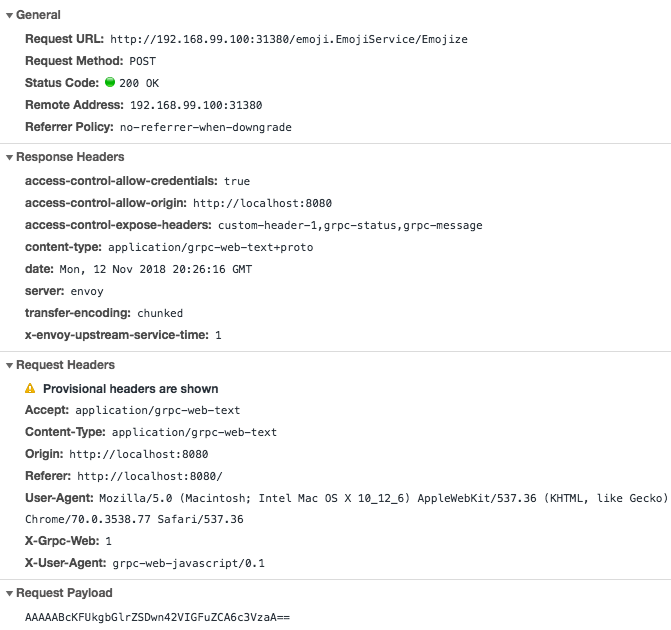 General
Request URL: http://192.168.99.100:31380/emoji.EmojiService/Emojize
Request Method: POST
Status Code: 200 OK
Remote Address: 192.168.99.100:31380
Referrer Policy: no-referrer-when-downgrade
Response Headers
access-control-allow-credentials: true
access-control-allow-origin: http://localhost:8080
access-control-expose-headers: custom-header-1,grpc-status,grpc-message
content-type: application/grpc-web-text+proto
date: Mon, 12 Nov 2018 20:26:16 GMT
server: envoy
transfer-encoding: chunked
x-envoy-upstream-service-time: 1
Request Headers
Provisional headers are shown
Accept: application/grpc-web-text
Content-Type: application/grpc-web-text
Origin: http://localhost:8080
Referer: http://localhost:8080/
User-Agent: Mozilla/5.0 (Macintosh; Intel Mac OS X 10_12_6) AppleWebKit/537.36 (KHTML, like Gecko)
Chrome/70.0.3538.77 Safari/537.36
X-Grpc-Web: 1
X-User-Agent: grpc-web-javascript/0.1
Request Payload
AAAAABcKFUkgbGlrZSDwn42VIGFuZCA6c3VzaA==